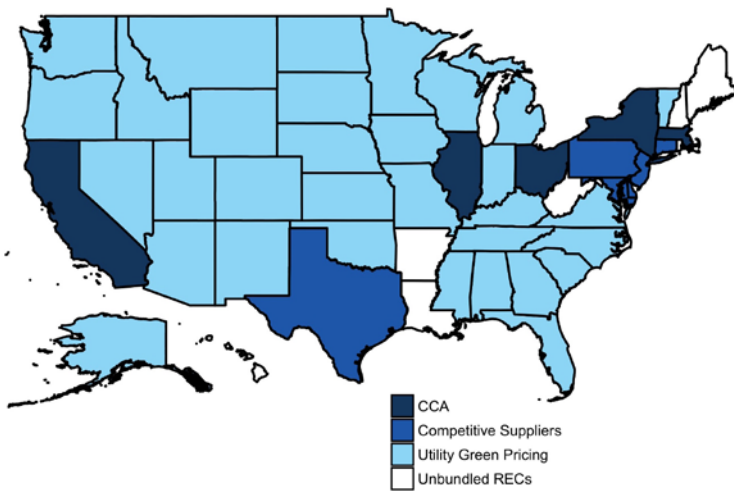 CCA
Competitive Suppliers
Utility Green Pricing
Unbundled RECs